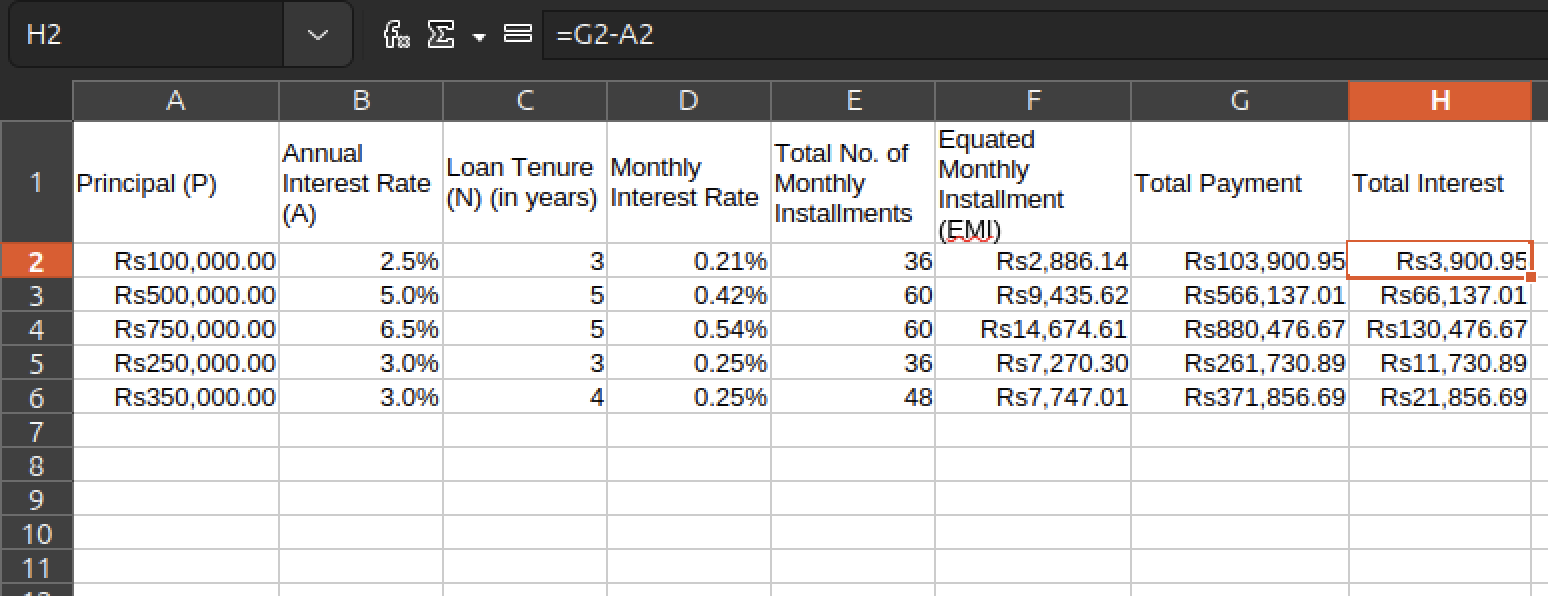 H2 =G2-A2
A B C D E F G H
1 Principal (P) Annual Interest Rate (A) Loan Tenure (N) (in years) Monthly Interest Rate Total No. of Monthly Installments Equated Monthly Installment (EMI) Total Payment Total Interest
2 Rs100,000.00 2.5% 3 0.21% 36 Rs2,886.14 Rs103,900.95 Rs3,900.95
3 Rs500,000.00 5.0% 5 0.42% 60 Rs9,435.62 Rs566,137.01 Rs66,137.01
4 Rs750,000.00 6.5% 5 0.54% 60 Rs14,674.61 Rs880,476.67 Rs130,476.67
5 Rs250,000.00 3.0% 3 0.25% 36 Rs7,270.30 Rs261,730.89 Rs11,730.89
6 Rs350,000.00 3.0% 4 0.25% 48 Rs7,747.01 Rs371,856.69 Rs21,856.69
7
8
9
10
11